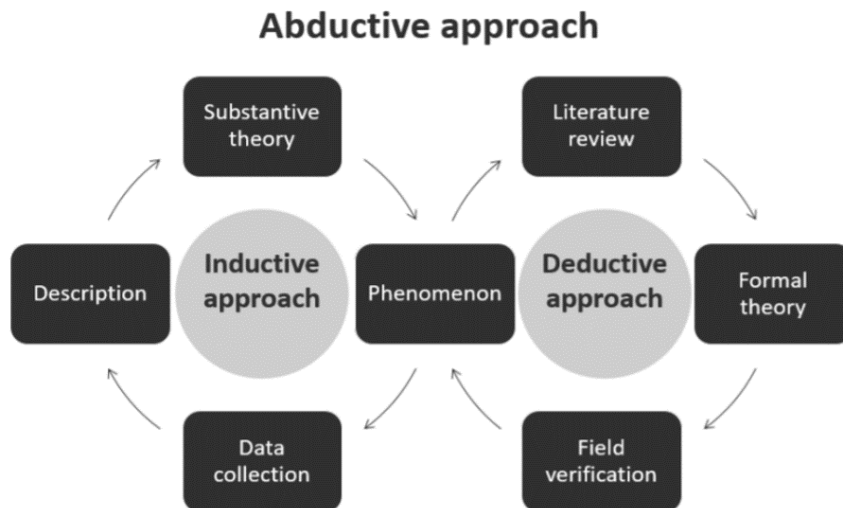 Abductive approach
Substantive
theory
Literature
review
Description
Inductive
approach
Phenomenon
Deductive
approach
Formal
theory
Data
collection
Field
verification